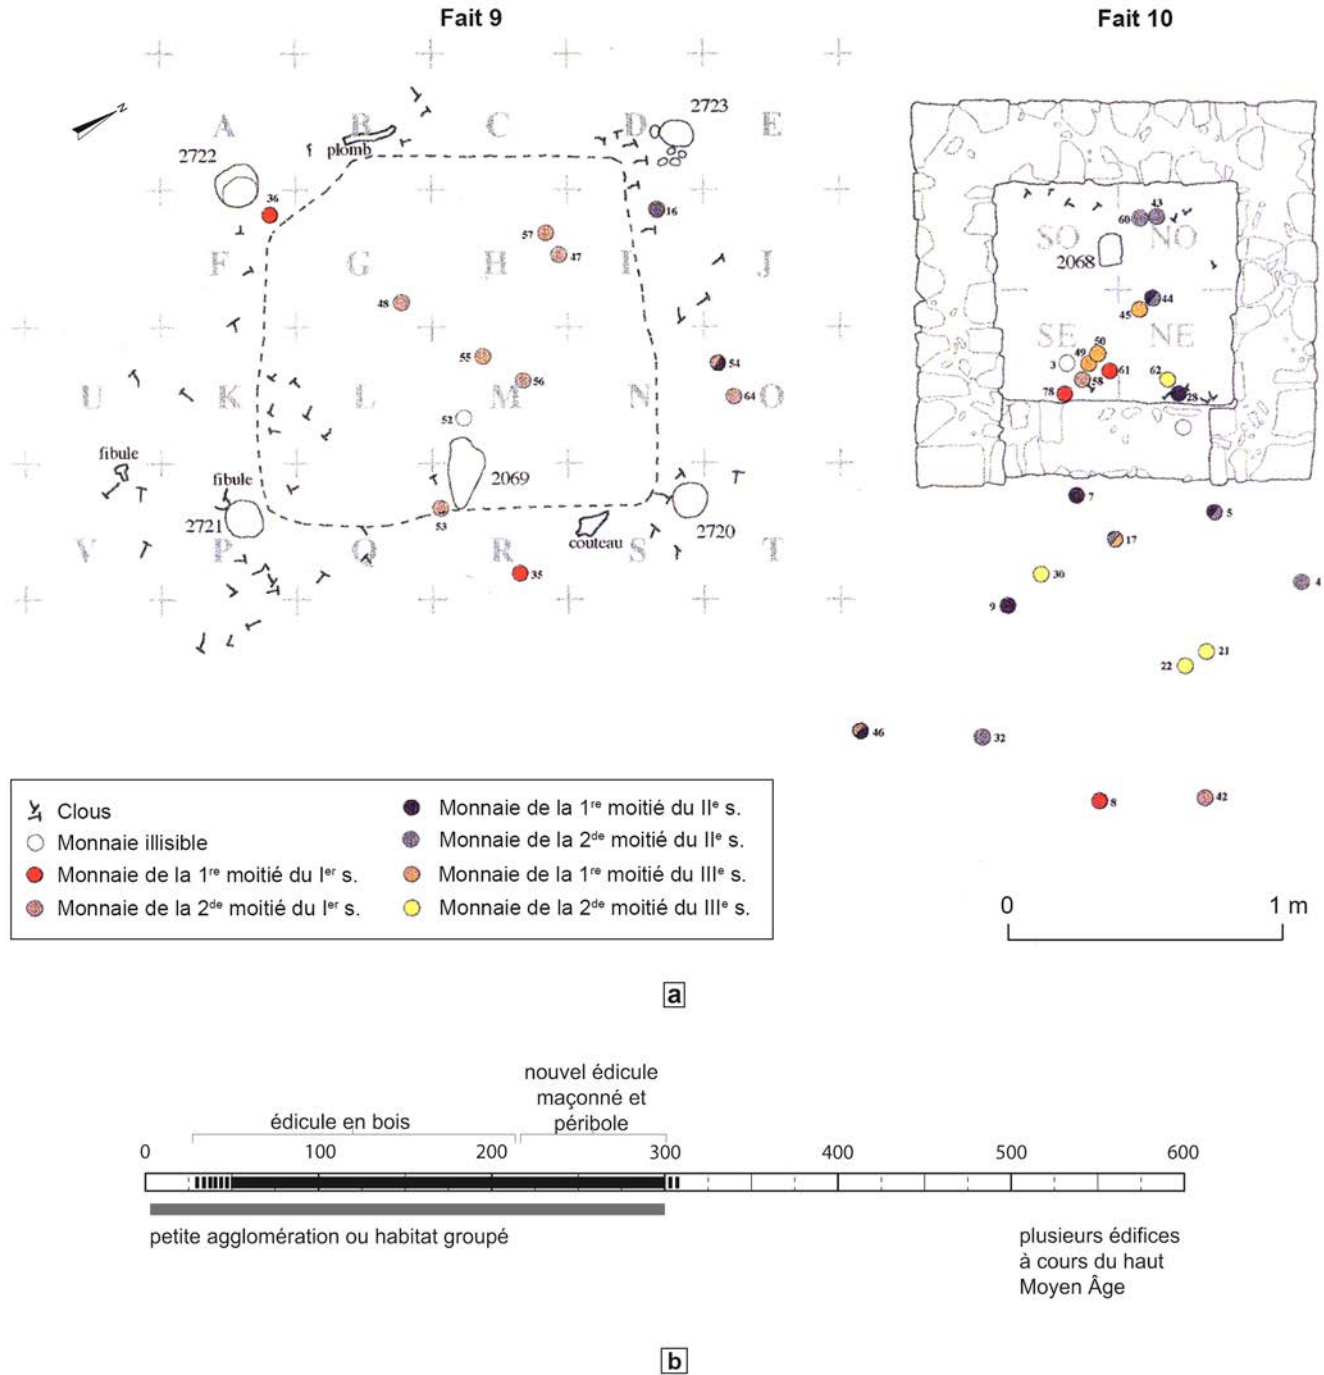 Fait 9
Fait 10
N
A B C D E
2723
plomb
2722
36
16
57
47
F G H I J
48
55
56
54
64
U K L M N O
52
fibule
fibule
2069
2721
53
2720
couteau
V P Q R S T
35
60 43
SO NO
2068
44
45
SE NE
50
49
3
61
58
62
78
28
7
5
17
30
4
9
21
22
46
32
8
42
Clous
Monnaie illisible
Monnaie de la 1re moitié du Ier s.
Monnaie de la 2de moitié du Ier s.
Monnaie de la 1re moitié du IIe s.
Monnaie de la 2de moitié du IIe s.
Monnaie de la 1re moitié du IIIe s.
Monnaie de la 2de moitié du IIIe s.
0 1 m
a
nouvel édicule
maçonné et
péribole
édicule en bois
0 100 200 300 400 500 600
petite agglomération ou habitat groupé
plusieurs édifices
à cours du haut
Moyen Âge
b